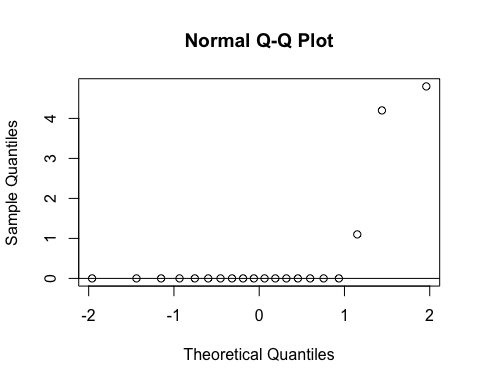 Normal Q-Q Plot
Sample Quantiles
4
3
2
1
0
-2 -1 0 1 2
Theoretical Quantiles